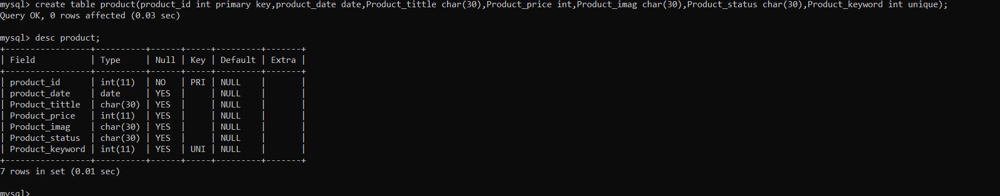 mysql> create table product(product_id int primary key,product_date date,Product_tittle char(30),Product_price int,Product_imag char(30),Product_status char(30),Product_keyword int unique);
Query OK, 0 rows affected (0.03 sec)
mysql> desc product;
+-----------------+----------+------+-----+---------+-------+
| Field           | Type     | Null | Key | Default | Extra |
+-----------------+----------+------+-----+---------+-------+
| product_id      | int(11)  | NO   | PRI | NULL    |       |
| product_date    | date     | YES  |     | NULL    |       |
| Product_tittle  | char(30) | YES  |     | NULL    |       |
| Product_price   | int(11)  | YES  |     | NULL    |       |
| Product_imag    | char(30) | YES  |     | NULL    |       |
| Product_status  | char(30) | YES  |     | NULL    |       |
| Product_keyword | int(11)  | YES  | UNI | NULL    |       |
+-----------------+----------+------+-----+---------+-------+
7 rows in set (0.01 sec)
mysql>